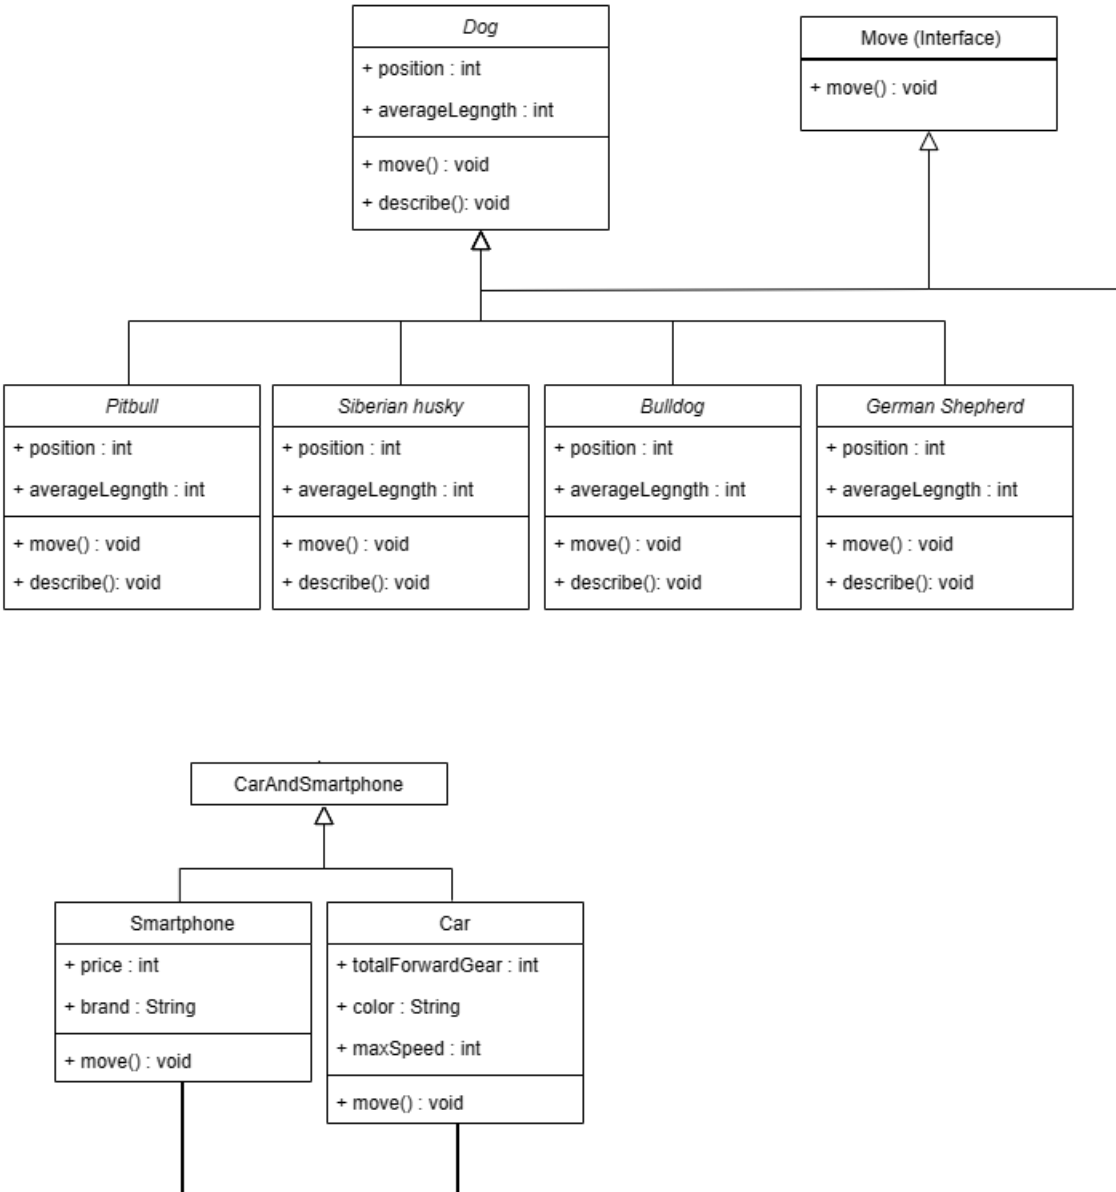 Dog
+ position : int
+ averageLegngth : int
+ move() : void
+ describe(): void
Move (Interface)
+ move() : void
Pitbull
+ position : int
+ averageLegngth : int
+ move() : void
+ describe(): void
Siberian husky
+ position : int
+ averageLegngth : int
+ move() : void
+ describe(): void
Bulldog
+ position : int
+ averageLegngth : int
+ move() : void
+ describe(): void
German Shepherd
+ position : int
+ averageLegngth : int
+ move() : void
+ describe(): void
CarAndSmartphone
Smartphone
+ price : int
+ brand : String
+ move() : void
Car
+ totalForwardGear : int
+ color : String
+ maxSpeed : int
+ move() : void